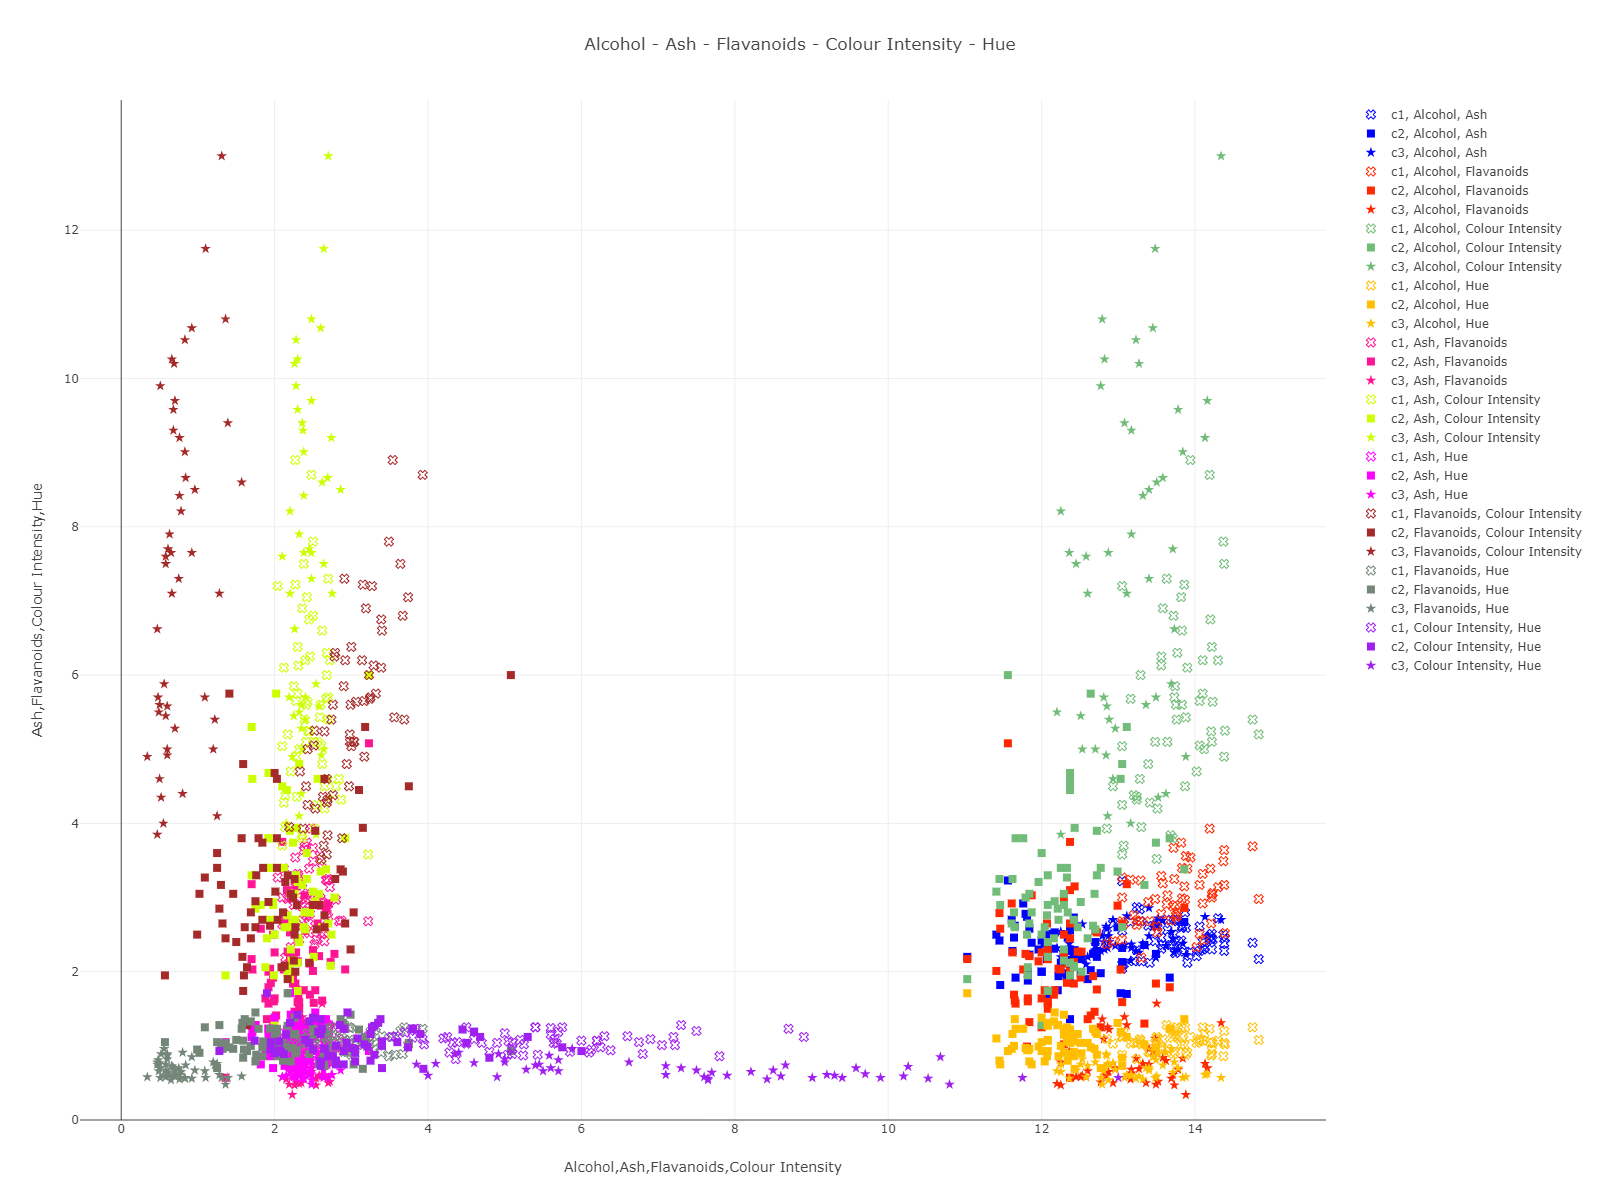 Alcohol - Ash - Flavanoids - Colour Intensity - Hue
Ash,Flavanoids,Colour Intensity,Hue
12
10
8
6
4
2
0
0 2 4 6 8 10 12 14
Alcohol,Ash,Flavanoids,Colour Intensity
c1, Alcohol, Ash
c2, Alcohol, Ash
c3, Alcohol, Ash
c1, Alcohol, Flavanoids
c2, Alcohol, Flavanoids
c3, Alcohol, Flavanoids
c1, Alcohol, Colour Intensity
c2, Alcohol, Colour Intensity
c3, Alcohol, Colour Intensity
c1, Alcohol, Hue
c2, Alcohol, Hue
c3, Alcohol, Hue
c1, Ash, Flavanoids
c2, Ash, Flavanoids
c3, Ash, Flavanoids
c1, Ash, Colour Intensity
c2, Ash, Colour Intensity
c3, Ash, Colour Intensity
c1, Ash, Hue
c2, Ash, Hue
c3, Ash, Hue
c1, Flavanoids, Colour Intensity
c2, Flavanoids, Colour Intensity
c3, Flavanoids, Colour Intensity
c1, Flavanoids, Hue
c2, Flavanoids, Hue
c3, Flavanoids, Hue
c1, Colour Intensity, Hue
c2, Colour Intensity, Hue
c3, Colour Intensity, Hue